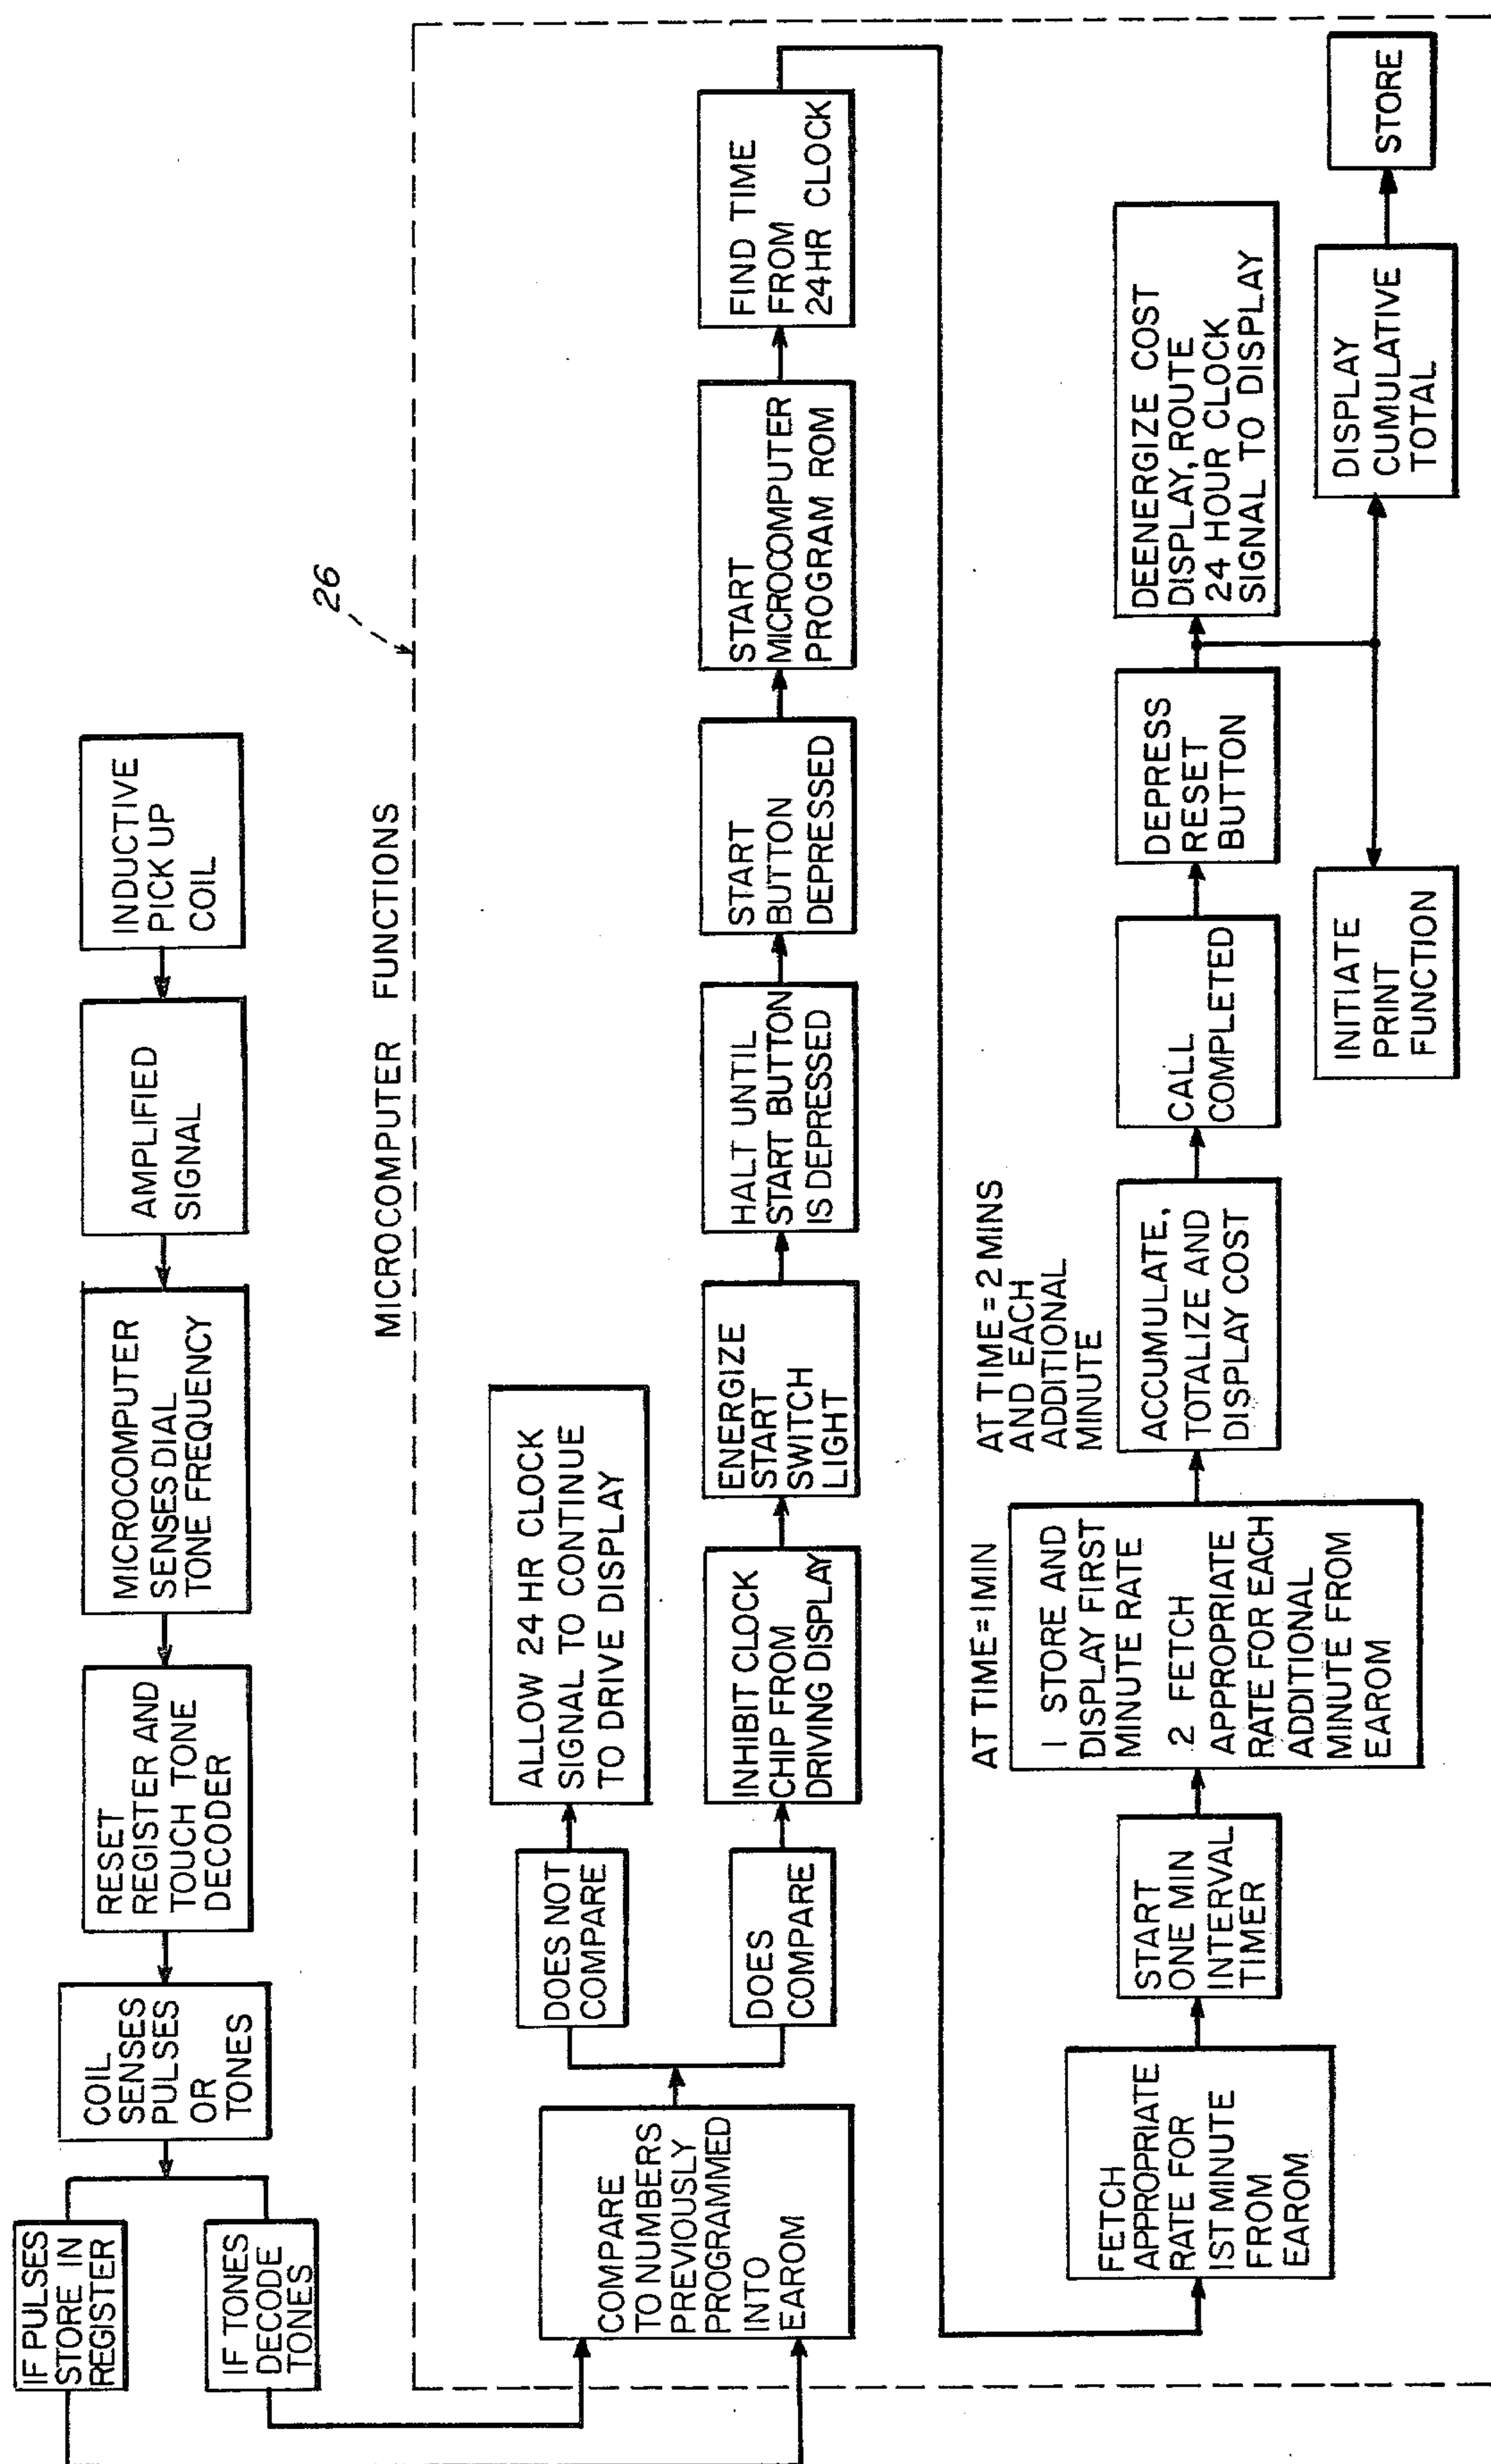 INDUCTIVE
PICK UP
COIL
AMPLIFIED
SIGNAL
MICROCOMPUTER
SENSES DIAL
TONE FREQUENCY
RESET
REGISTER AND
TOUCH TONE
DECODER
COIL
SENSES
PULSES
OR
TONES
IF PULSES
STORE IN
REGISTER
IF TONES
DECODE
TONES
26
MICROCOMPUTER FUNCTIONS
COMPARE
TO NUMBERS
PREVIOUSLY
PROGRAMMED
INTO
EAROM
DOES NOT
COMPARE
ALLOW 24 HR CLOCK
SIGNAL TO CONTINUE
TO DRIVE DISPLAY
DOES
COMPARE
INHIBIT CLOCK
CHIP FROM
DRIVING DISPLAY
ENERGIZE
START
SWITCH
LIGHT
HALT UNTIL
START BUTTON
IS DEPRESSED
START
BUTTON
DEPRESSED
START
MICROCOMPUTER
PROGRAM ROM
FIND TIME
FROM
24HR CLOCK
FETCH
APPROPRIATE
RATE FOR
IST MINUTE
FROM
EAROM
START
ONE MIN
INTERVAL
TIMER
AT TIME=1MIN
1 STORE AND
DISPLAY FIRST
MINUTE RATE
2 FETCH
APPROPRIATE
RATE FOR EACH
ADDITIONAL
MINUTE FROM
EAROM
AT TIME = 2 MINS
AND EACH
ADDITIONAL
MINUTE
ACCUMULATE,
TOTALIZE AND
DISPLAY COST
CALL
COMPLETED
DEPRESS
RESET
BUTTON
DEENERGIZE COST
DISPLAY, ROUTE
24 HOUR CLOCK
SIGNAL TO DISPLAY
INITIATE
PRINT
FUNCTION
DISPLAY
CUMULATIVE
TOTAL
STORE